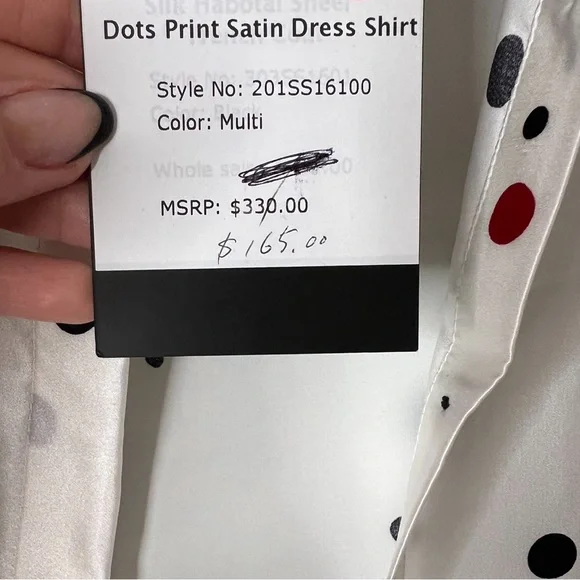 Dots Print Satin Dress Shirt
Style No: 201SS16100
Color: Multi
MSRP: $330.00
$165.00